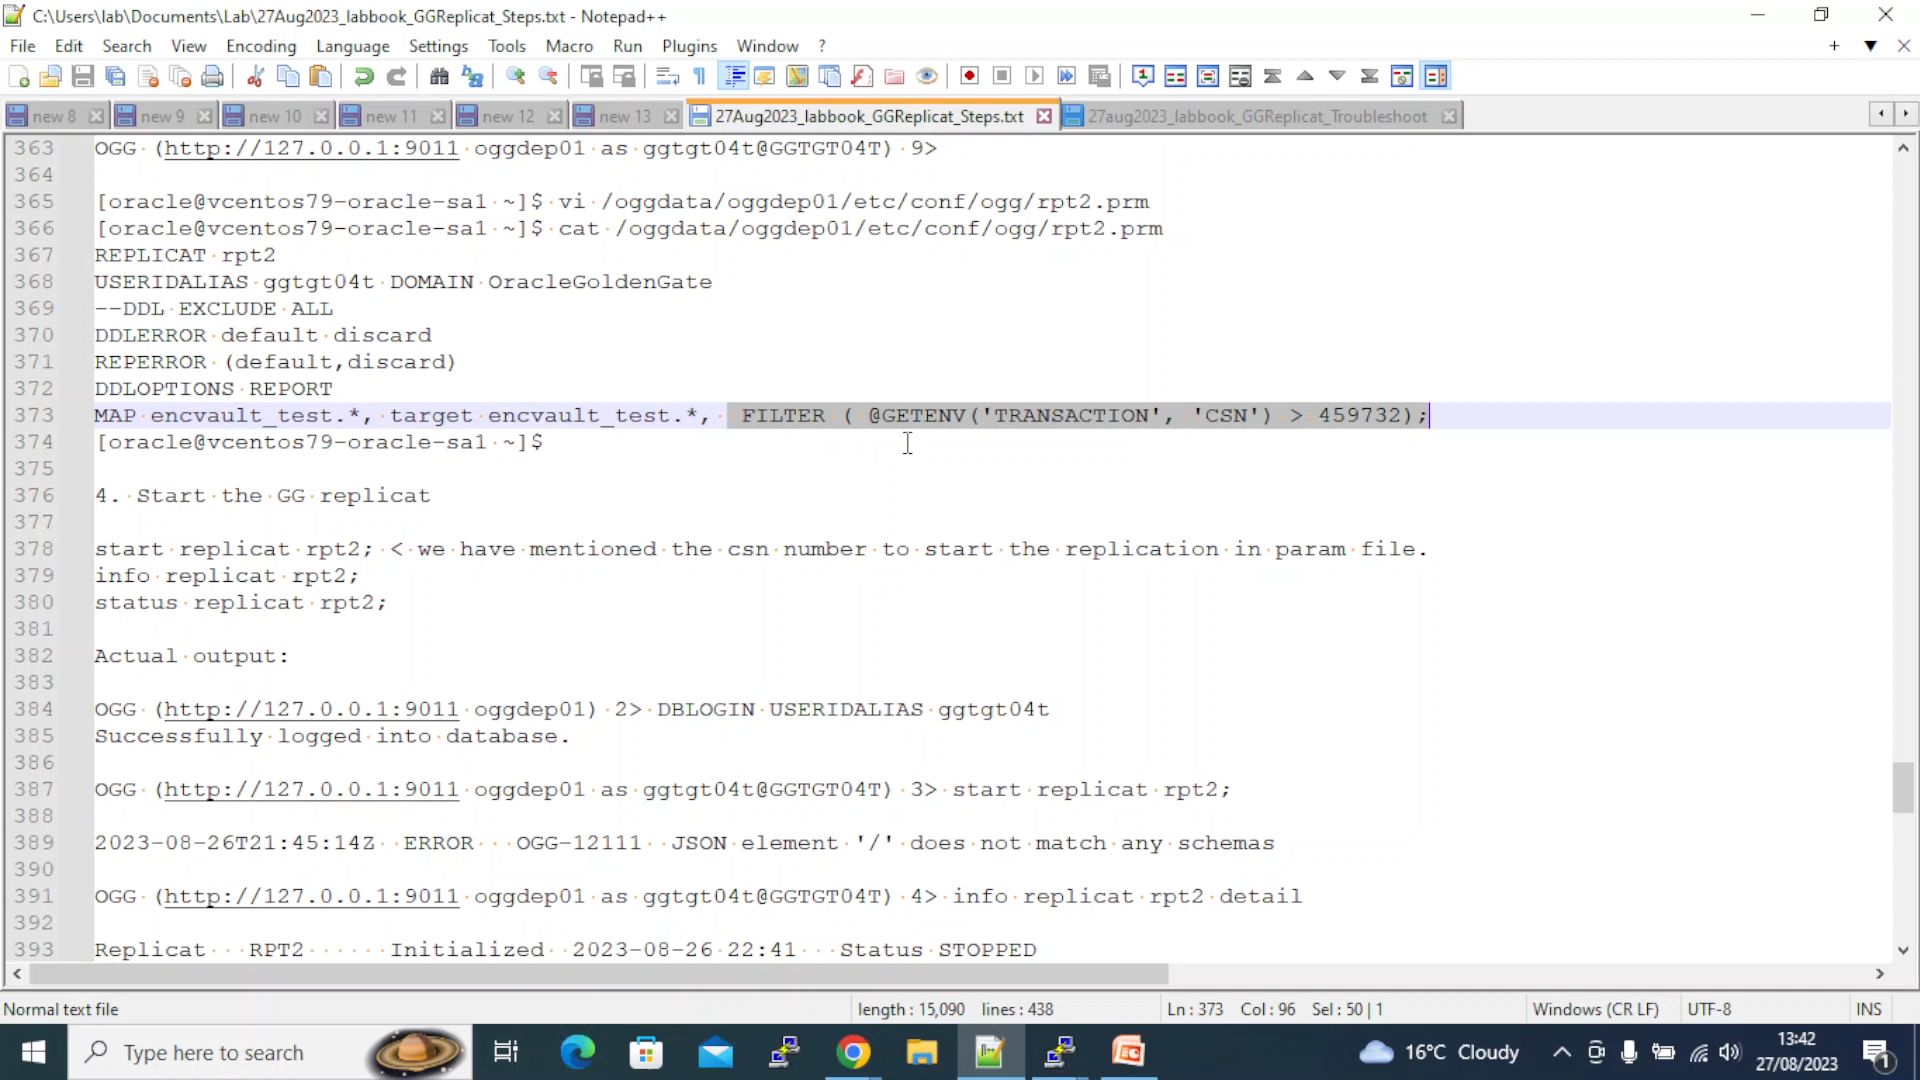 C:\Users\lab\Documents\Lab\27Aug2023_labbook_GGReplicat_Steps.txt - Notepad++
File Edit Search View Encoding Language Settings Tools Macro Run Plugins Window ?
new 8 new 9 new 10 new 11 new 12 new 13 27Aug2023_labbook_GGReplicat_Steps.txt 27aug2023_labbook_GGReplicat_Troubleshoot
363 OGG (http://127.0.0.1:9011 oggdep01 as ggtgt04t@GGTGT04T) 9>
364
365 [oracle@vcentos79-oracle-sa1 ~]$ vi /oggdata/oggdep01/etc/conf/ogg/rpt2.prm
366 [oracle@vcentos79-oracle-sa1 ~]$ cat /oggdata/oggdep01/etc/conf/ogg/rpt2.prm
367 REPLICAT rpt2
368 USERIDALIAS ggtgt04t DOMAIN OracleGoldenGate
369 --DDL EXCLUDE ALL
370 DDLERROR default discard
371 REPERROR (default,discard)
372 DDLOPTIONS REPORT
373 MAP encvault_test.*, target encvault_test.*, FILTER ( @GETENV('TRANSACTION', 'CSN') > 459732);
374 [oracle@vcentos79-oracle-sa1 ~]$
375
376 4. Start the GG replicat
377
378 start replicat rpt2; < we have mentioned the csn number to start the replication in param file.
379 info replicat rpt2;
380 status replicat rpt2;
381
382 Actual output:
383
384 OGG (http://127.0.0.1:9011 oggdep01) 2> DBLOGIN USERIDALIAS ggtgt04t
385 Successfully logged into database.
386
387 OGG (http://127.0.0.1:9011 oggdep01 as ggtgt04t@GGTGT04T) 3> start replicat rpt2;
388
389 2023-08-26T21:45:14Z ERROR OGG-12111 JSON element '/' does not match any schemas
390
391 OGG (http://127.0.0.1:9011 oggdep01 as ggtgt04t@GGTGT04T) 4> info replicat rpt2 detail
392
393 Replicat RPT2 Initialized 2023-08-26 22:41 Status STOPPED
Normal text file length : 15,090 lines : 438 Ln : 373 Col : 96 Sel : 50 | 1 Windows (CR LF) UTF-8 INS
Type here to search 16°C Cloudy 13:42
27/08/2023 1